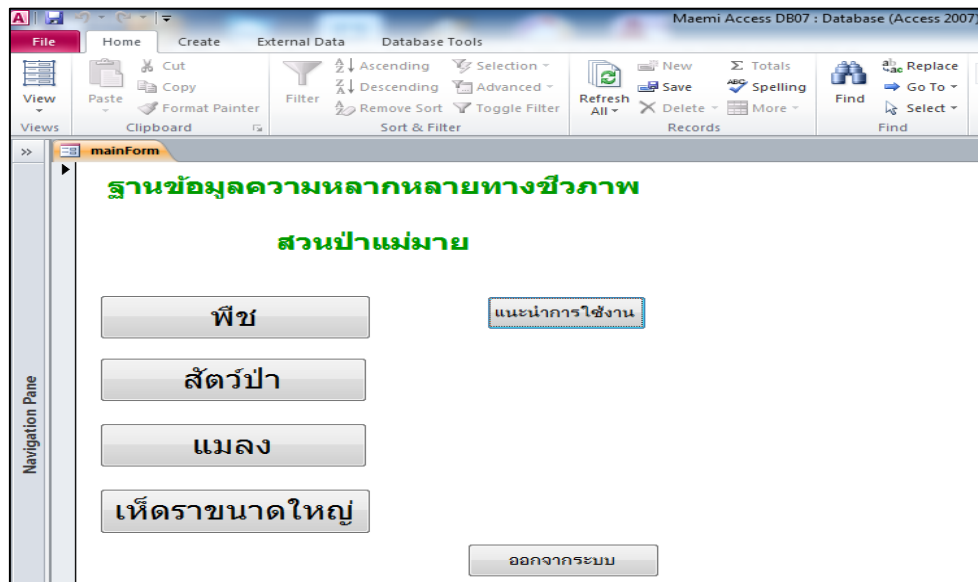 Maemi Access DB07 : Database (Access 2007)
File Home Create External Data Database Tools
View
Views
Paste
Cut
Copy
Format Painter
Clipboard
Filter
Ascending
Descending
Remove Sort
Selection
Advanced
Toggle Filter
Sort & Filter
Refresh
All
New
Save
Delete
Totals
Spelling
More
Records
Find
Replace
Go To
Select
Find
mainForm
Navigation Pane
ฐานข้อมูลความหลากหลายทางชีวภาพ
สวนป่าแม่มาย
พืช
แนะนำการใช้งาน
สัตว์ป่า
แมลง
เห็ดราขนาดใหญ่
ออกจากระบบ